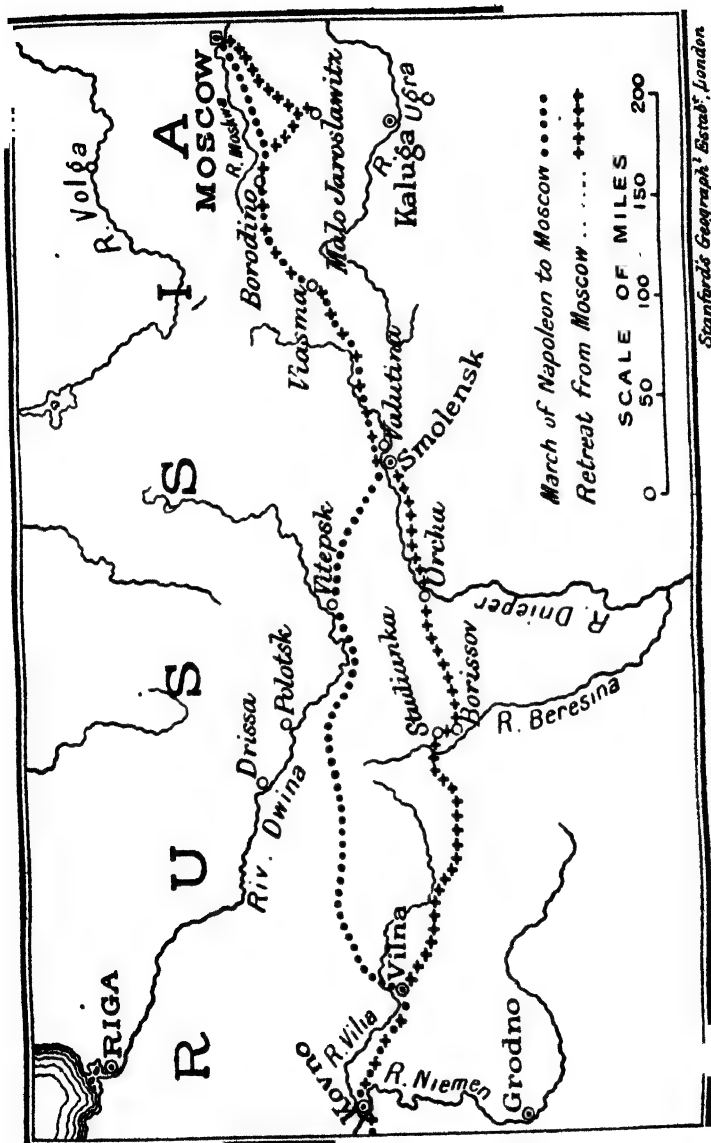 R U S S I A
RIGA
R. Volga
MOSCOW
R. Moskwa
Borodino
Malo Jaroslawitz
Kaluga
R. Ugra
Viasma
Valutina
Smolensk
Drissa
Polotsk
Vitepsk
Riv. Dwina
Orcha
Studianka
Borissov
R. Dnieper
R. Beresina
Kovno
R. Vilia
Vilna
R. Niemen
Grodno
March of Napoleon to Moscow
Retreat from Moscow
SCALE OF MILES
0 50 100 150 200
Stanford's Geograph! Estabt, London